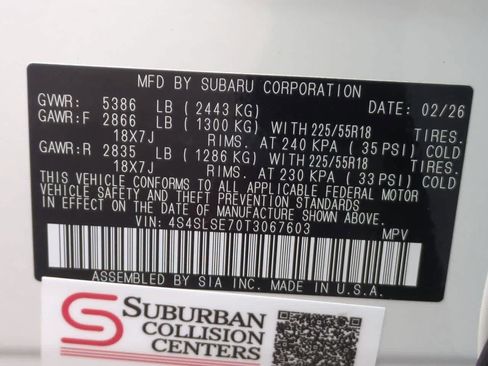 MFD BY SUBARU CORPORATION
GVWR: 5386 LB (2443 KG) DATE: 02/26
GAWR:F 2866 LB (1300 KG) WITH 225/55R18 TIRES.
18X7J RIMS. AT 240 KPA (35 PSI) COLD
GAWR:R 2835 LB (1286 KG) WITH 225/55R18 TIRES.
18X7J RIMS. AT 230 KPA (33 PSI) COLD
THIS VEHICLE CONFORMS TO ALL APPLICABLE FEDERAL MOTOR
VEHICLE SAFETY AND THEFT PREVENTION STANDARDS
IN EFFECT ON THE DATE OF MANUFACTURE SHOWN ABOVE.
VIN: 4S4SLSE70T3067603 MPV
ASSEMBLED BY SIA INC. MADE IN U.S.A.
SUBURBAN
COLLISION
CENTERS